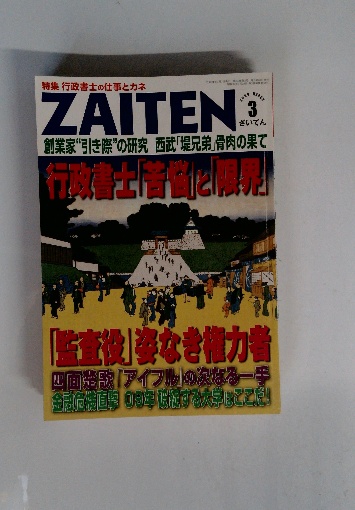 特集 行政書士の仕事とカネ
ZAITEN
3
ざいてん
創業家“引き際”の研究 西武「堤兄弟」骨肉の果て
行政書士「苦悩」と「限界」
「監査役」姿なき権力者
四面楚歌「アイフル」の次なる一手
金融危機直撃 09年 破滅する大学はここだ!